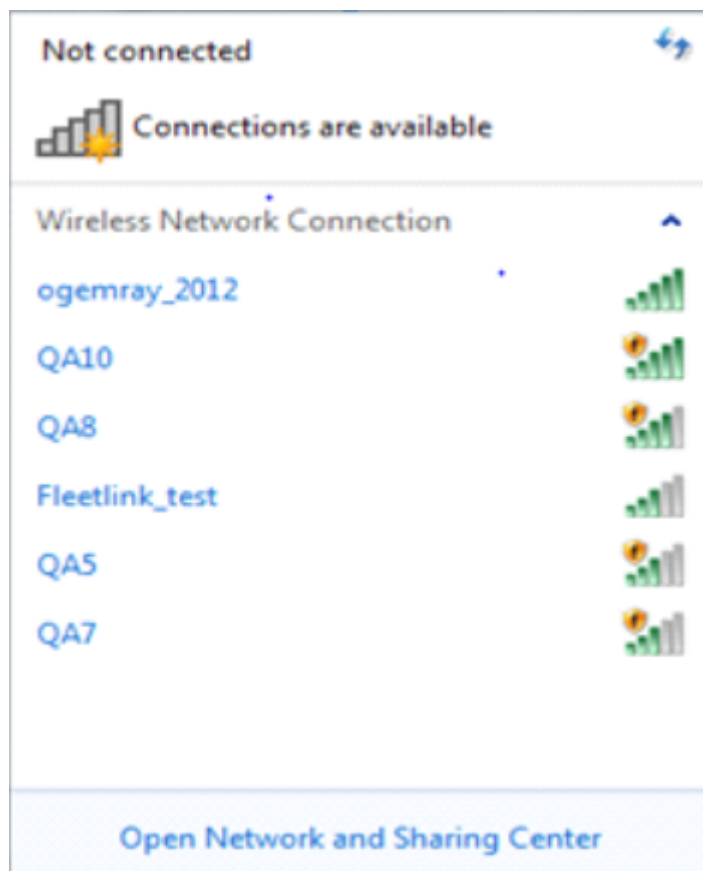 Not connected
Connections are available
Wireless Network Connection
ogemray_2012
QA10
QA8
Fleetlink_test
QA5
QA7
Open Network and Sharing Center